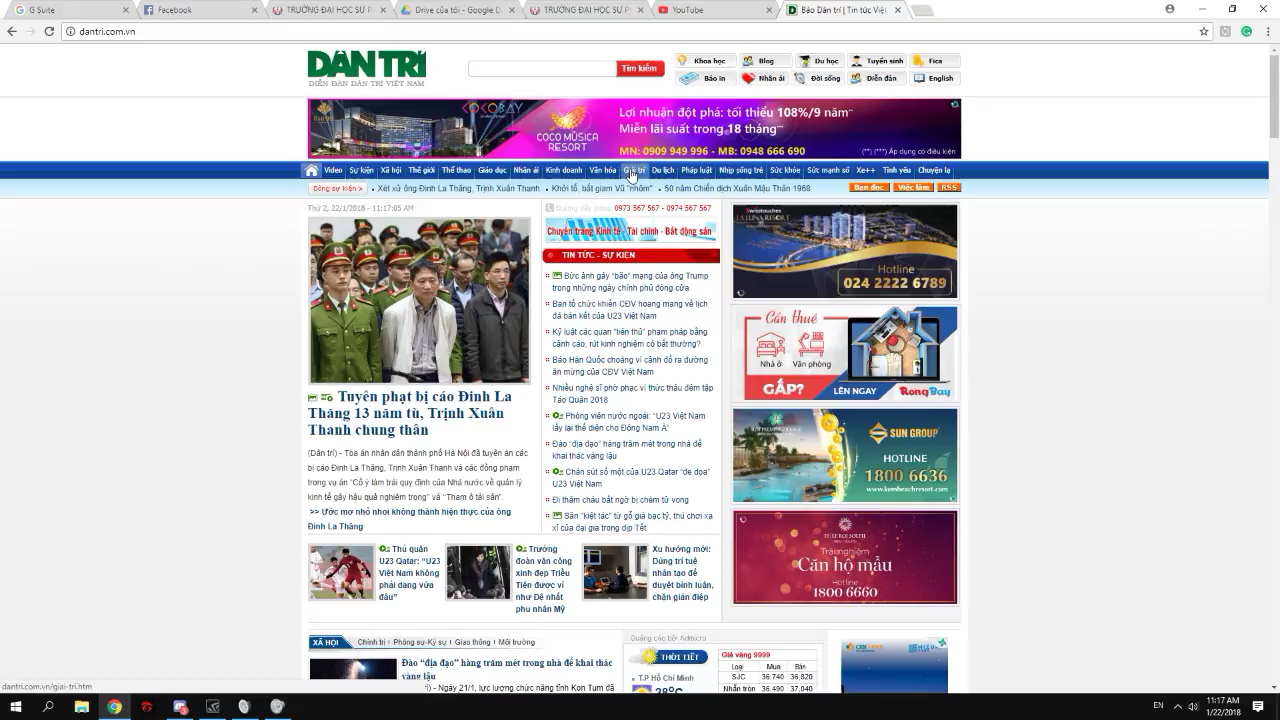 G Suite
Facebook
TRƯỜNG ĐẠI HỌC SƯ P
Drive của tôi - Google D
TRƯỜNG ĐẠI HỌC SƯ P
YouTube
Báo Dân trí | Tin tức Việt
dantri.com.vn
DÂN TRÍ
DIỄN ĐÀN DÂN TRÍ VIỆT NAM
Tìm kiếm
Khoa học
Blog
Du học
Tuyển sinh
Fica
Báo in
Nhân ái
Đời sống
Diễn đàn
English
COCOBAY
COCO MÚSICA
RESORT
Lợi nhuận đột phá: tối thiểu 108%/9 năm**
Miễn lãi suất trong 18 tháng***
MN: 0909 949 996 - MB: 0948 666 690
(**) (***) Áp dụng có điều kiện
Video
Sự kiện
Xã hội
Thế giới
Thể thao
Giáo dục
Nhân ái
Kinh doanh
Văn hóa
Giải trí
Du lịch
Pháp luật
Nhịp sống trẻ
Sức khỏe
Sức mạnh số
Xe++
Tình yêu
Chuyện lạ
Dòng sự kiện >
Xét xử ông Đinh La Thăng, Trịnh Xuân Thanh
Khởi tố, bắt giam Vũ "nhôm"
50 năm Chiến dịch Xuân Mậu Thân 1968
Bạn đọc
Việc làm
RSS
Thứ 2, 22/1/2018 - 11:17:05 AM
Đường dây nóng: 0973 567 567 - 0974 567 567
Chuyên trang Kinh tế - Tài chính - Bất động sản
TIN TỨC - SỰ KIỆN
Bức ảnh gây “bão” mạng của ông Trump
trong những ngày chính phủ đóng cửa
Ban tổ chức khiến CĐV hoang mang về lịch
đá bán kết của U23 Việt Nam
Kỷ luật các quan "liên thủ" phạm pháp bằng
cảnh cáo, rút kinh nghiệm có bất thường?
Báo Hàn Quốc choáng vì cảnh đổ ra đường
ăn mừng của CĐV Việt Nam
Nhiều nghệ sĩ phờ phạc vì thức thâu đêm tập
Táo Quân 2018
Phóng viên nước ngoài: “U23 Việt Nam
lấy lại thể diện cho Đông Nam Á”
Đào “địa đạo” hàng trăm mét trong nhà để
khai thác vàng lậu
Chân sút số một của U23 Qatar “đe dọa”
U23 Việt Nam
Đi thăm cháu bất ngờ bị chém tử vong
Săn “kiệt tác” từ gỗ giá bạc tỷ, thú chơi xa
xỉ của đại gia trong dịp Tết
Tuyên phạt bị cáo Đinh La
Thăng 13 năm tù, Trịnh Xuân
Thanh chung thân
(Dân trí) - Tòa án nhân dân thành phố Hà Nội đã tuyên án các
bị cáo Đinh La Thăng, Trịnh Xuân Thanh và các đồng phạm
trong vụ án “Cố ý làm trái quy định của Nhà nước về quản lý
kinh tế gây hậu quả nghiêm trọng” và “Tham ô tài sản”.
>> Ước mơ nhỏ nhoi không thành hiện thực của ông
Đinh La Thăng
Thủ quân
U23 Qatar: “U23
Việt Nam không
phải dạng vừa
đâu”
Trưởng
đoàn văn công
xinh đẹp Triều
Tiên được ví
như Đệ nhất
phu nhân Mỹ
Xu hướng mới:
Dùng trí tuệ
nhân tạo để
duyệt bình luận,
chặn gián điệp
Swisstouches
LA LUNA RESORT
Hotline
024 2222 6789
Cần thuê
Nhà ở
Văn phòng
GẤP?
LÊN NGAY
RongBay
SUN GROUP
HOTLINE
1800 6636
www.kembeachresort.com
D'. LE ROI SOLEIL
Trải nghiệm
Căn hộ mẫu
Hotline
1800 6660
XÃ HỘI
Chính trị
Phóng sự-Ký sự
Giao thông
Môi trường
Đào “địa đạo” hàng trăm mét trong nhà để khai thác
vàng lậu
trí) - Ngày 21/1, lực lượng chức năng tỉnh Kon Tum đã
Quảng cáo bởi Admicro
THỜI TIẾT
T.P Hồ Chí Minh
28°C
Giá vàng 9999
Loại
Mua
Bán
SJC
36.740
36.820
Nhẫn tròn
36.490
37,040
dantri.com.vn/giai-tri.htm
EN
11:17 AM
1/22/2018